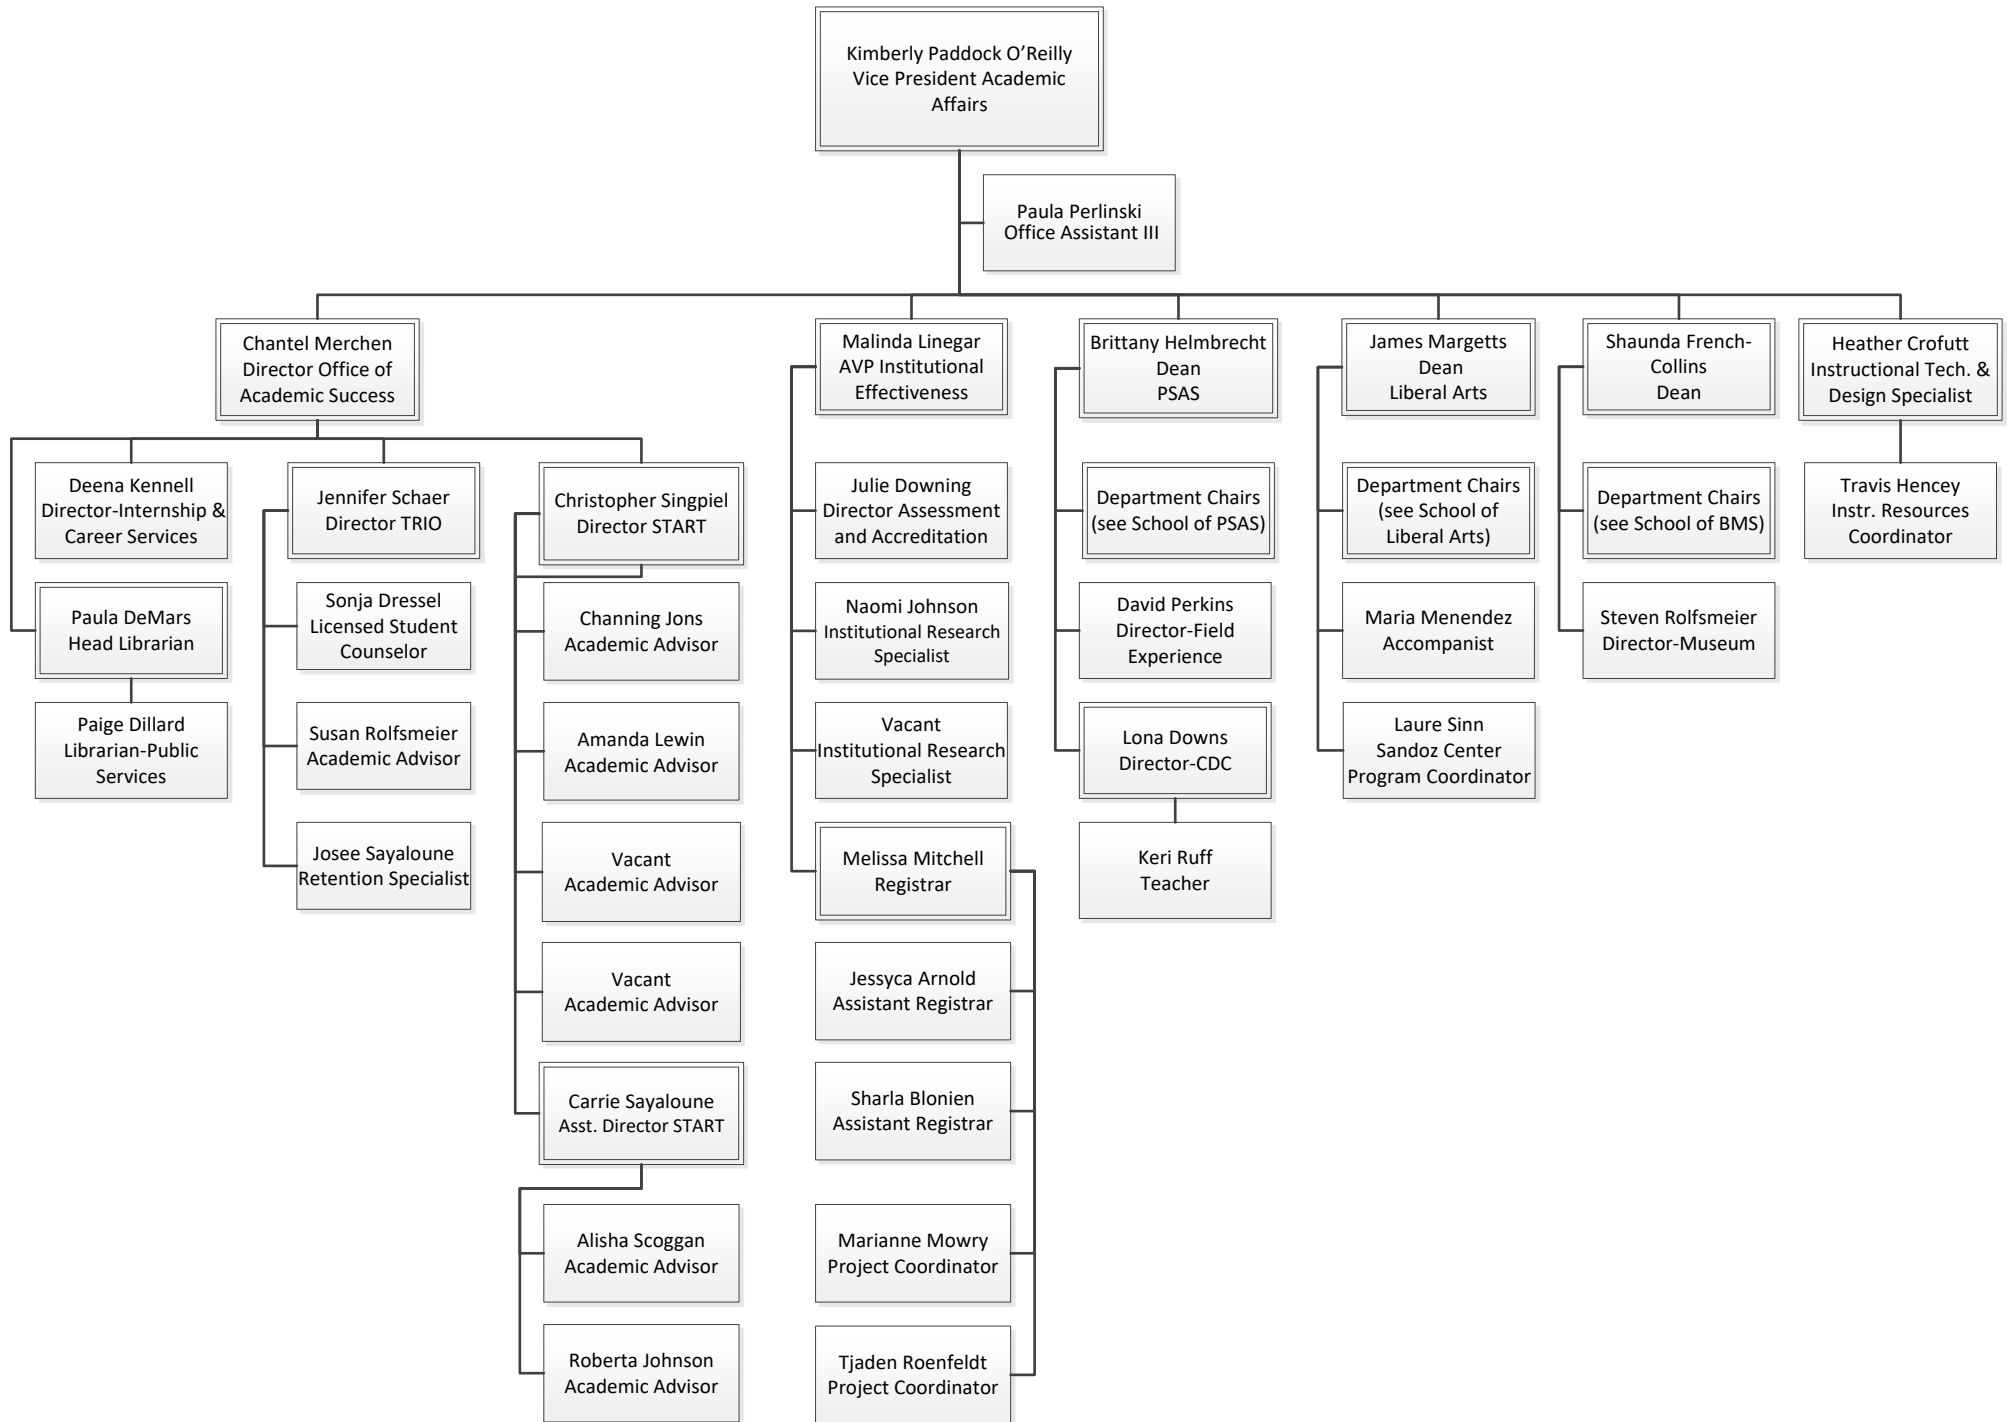 Kimberly Paddock O’Reilly
Vice President Academic
Affairs
Paula Perlinski
Office Assistant III
Chantel Merchen
Director Office of
Academic Success
Malinda Linegar
AVP Institutional
Effectiveness
Brittany Helmbrecht
Dean
PSAS
James Margetts
Dean
Liberal Arts
Shaunda French-
Collins
Dean
Heather Crofutt
Instructional Tech. &
Design Specialist
Deena Kennell
Director-Internship &
Career Services
Jennifer Schaer
Director TRIO
Christopher Singpiel
Director START
Julie Downing
Director Assessment
and Accreditation
Department Chairs
(see School of PSAS)
Department Chairs
(see School of
Liberal Arts)
Department Chairs
(see School of BMS)
Travis Hencey
Instr. Resources
Coordinator
Paula DeMars
Head Librarian
Sonja Dressel
Licensed Student
Counselor
Channing Jons
Academic Advisor
Naomi Johnson
Institutional Research
Specialist
David Perkins
Director-Field
Experience
Maria Menendez
Accompanist
Steven Rolfsmeier
Director-Museum
Paige Dillard
Librarian-Public
Services
Susan Rolfsmeier
Academic Advisor
Amanda Lewin
Academic Advisor
Vacant
Institutional Research
Specialist
Lona Downs
Director-CDC
Laure Sinn
Sandoz Center
Program Coordinator
Josee Sayaloune
Retention Specialist
Vacant
Academic Advisor
Melissa Mitchell
Registrar
Keri Ruff
Teacher
Vacant
Academic Advisor
Jessyca Arnold
Assistant Registrar
Carrie Sayaloune
Asst. Director START
Sharla Blonien
Assistant Registrar
Alisha Scoggan
Academic Advisor
Marianne Mowry
Project Coordinator
Roberta Johnson
Academic Advisor
Tjaden Roenfeldt
Project Coordinator